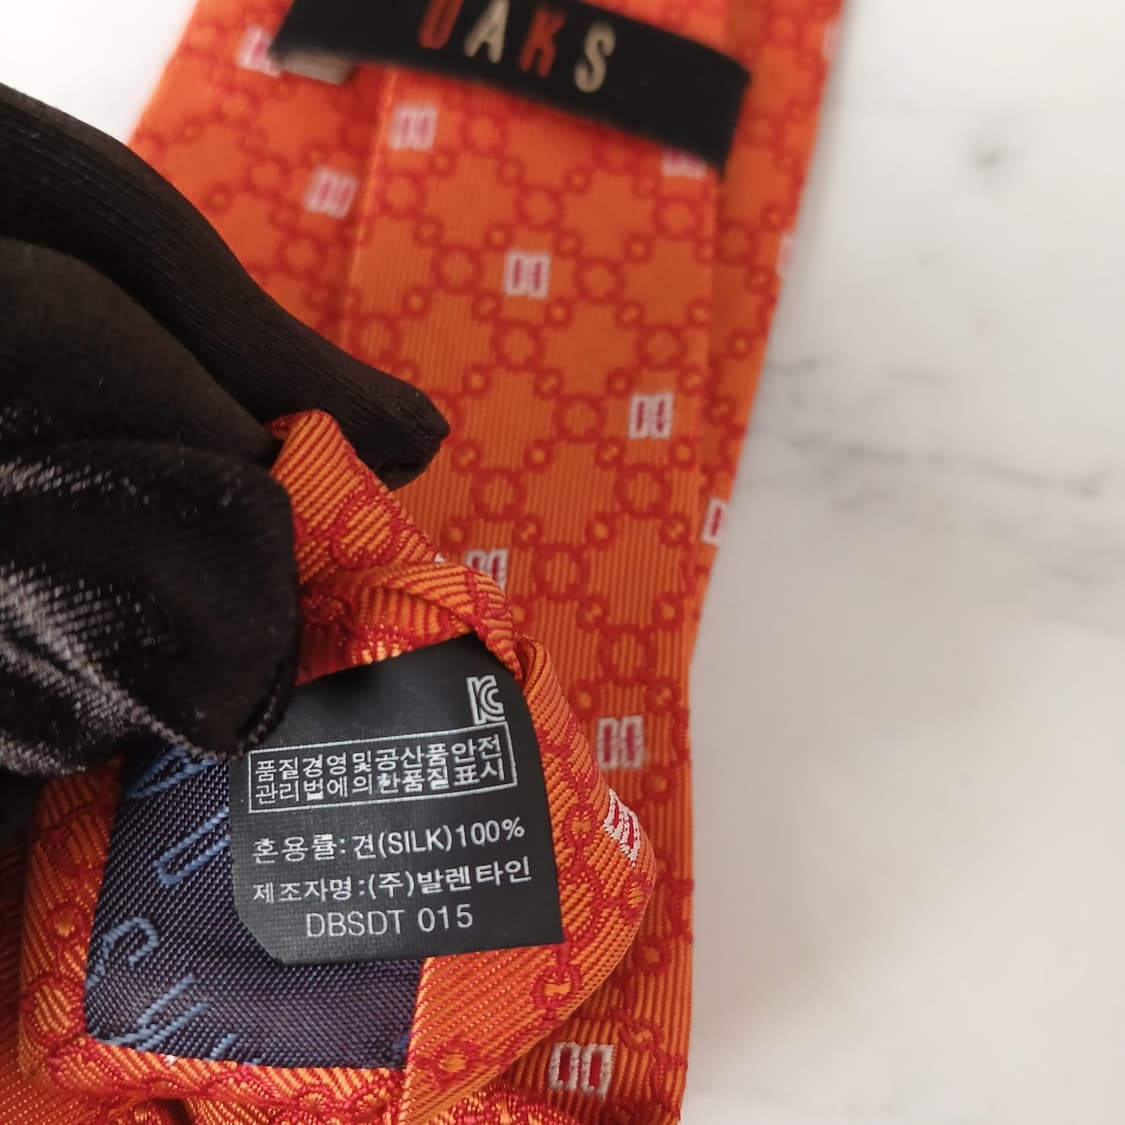 DAKS
KC
품질경영및공산품안전
관리법에의한품질표시
혼용률:견(SILK)100%
제조자명:(주)발렌타인
DBSDT 015